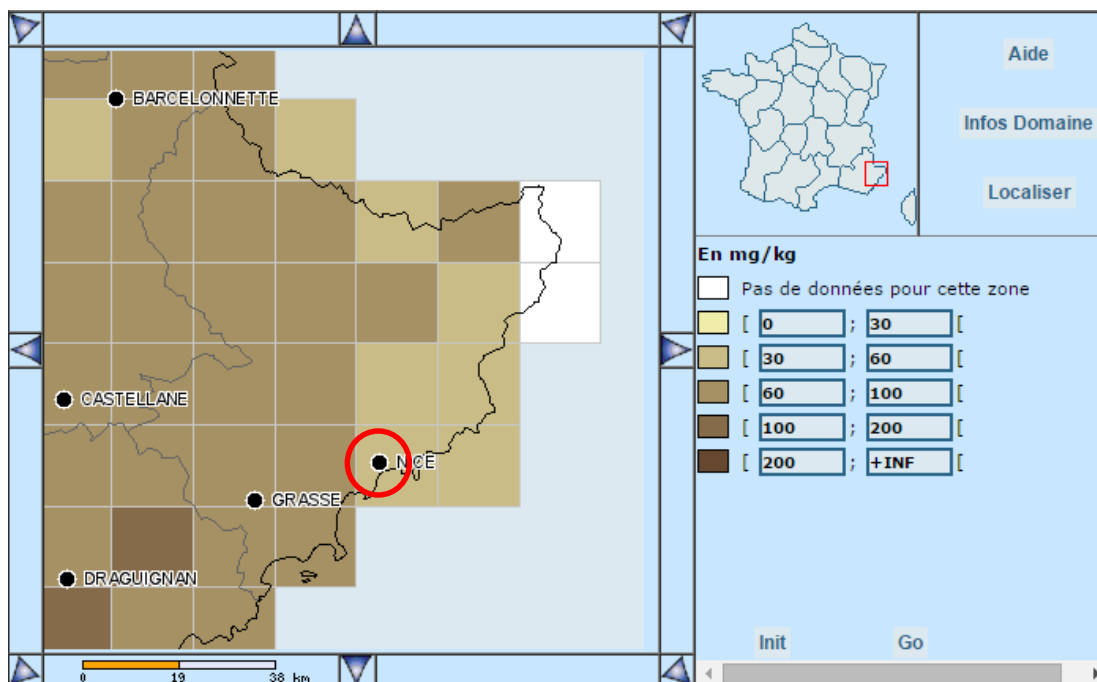 BARCELONNETTE
CASTELLANE
NICE
GRASSE
DRAGUIGNAN
0 19 38 km
Aide
Infos Domaine
Localiser
En mg/kg
Pas de données pour cette zone
[ 0 ; 30 [
[ 30 ; 60 [
[ 60 ; 100 [
[ 100 ; 200 [
[ 200 ; +INF [
Init Go